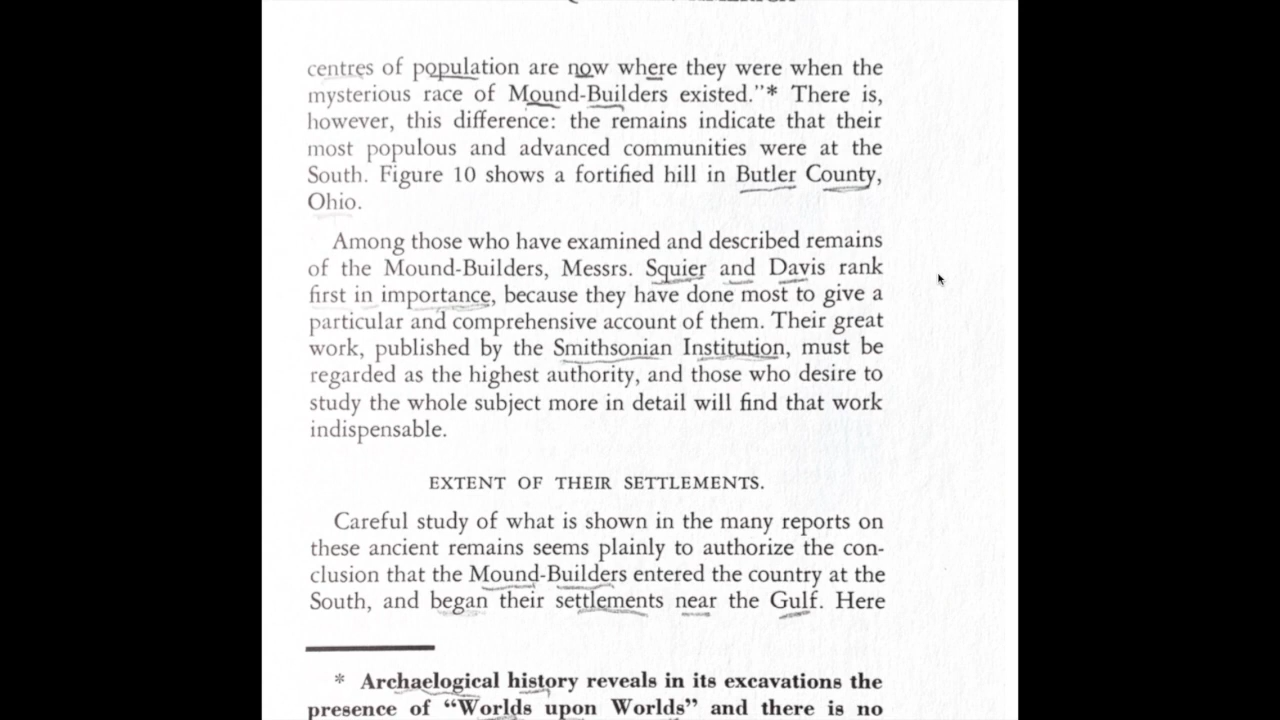 centres of population are now where they were when the
mysterious race of Mound-Builders existed."* There is,
however, this difference: the remains indicate that their
most populous and advanced communities were at the
South. Figure 10 shows a fortified hill in Butler County,
Ohio.
Among those who have examined and described remains
of the Mound-Builders, Messrs. Squier and Davis rank
first in importance, because they have done most to give a
particular and comprehensive account of them. Their great
work, published by the Smithsonian Institution, must be
regarded as the highest authority, and those who desire to
study the whole subject more in detail will find that work
indispensable.
EXTENT OF THEIR SETTLEMENTS.
Careful study of what is shown in the many reports on
these ancient remains seems plainly to authorize the con-
clusion that the Mound-Builders entered the country at the
South, and began their settlements near the Gulf. Here
* Archaelogical history reveals in its excavations the
presence of "Worlds upon Worlds" and there is no